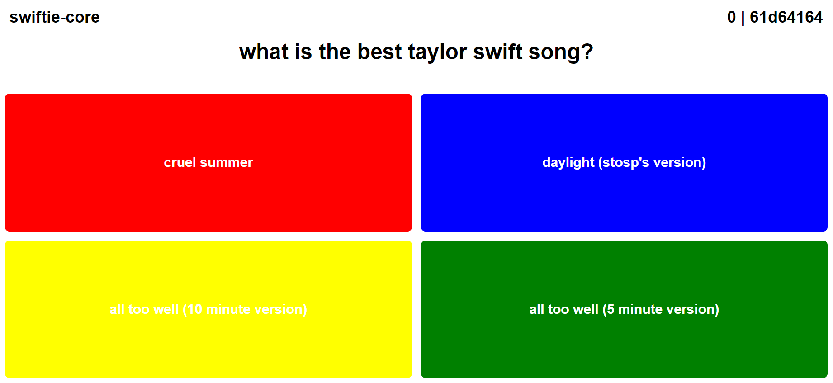 swiftie-core
0 | 61d64164
what is the best taylor swift song?
cruel summer
daylight (stosp's version)
all too well (10 minute version)
all too well (5 minute version)